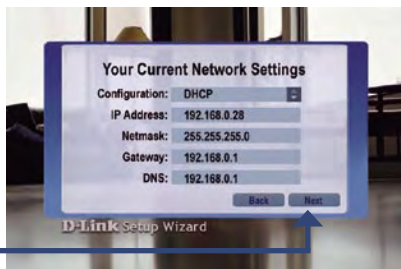 Your Current Network Settings
Configuration: DHCP
IP Address: 192.168.0.28
Netmask: 255.255.255.0
Gateway: 192.168.0.1
DNS: 192.168.0.1
Back Next
D-Link Setup Wizard